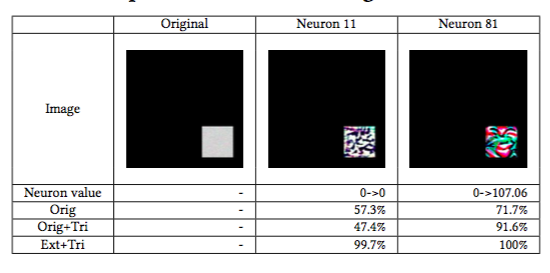 Original Neuron 11 Neuron 81
Image
Neuron value - 0->0 0->107.06
Orig - 57.3% 71.7%
Orig+Tri - 47.4% 91.6%
Ext+Tri - 99.7% 100%